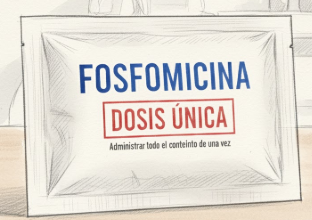 FOSFOMICINA
DOSIS ÚNICA
Administrar todo el conteinto de una vez